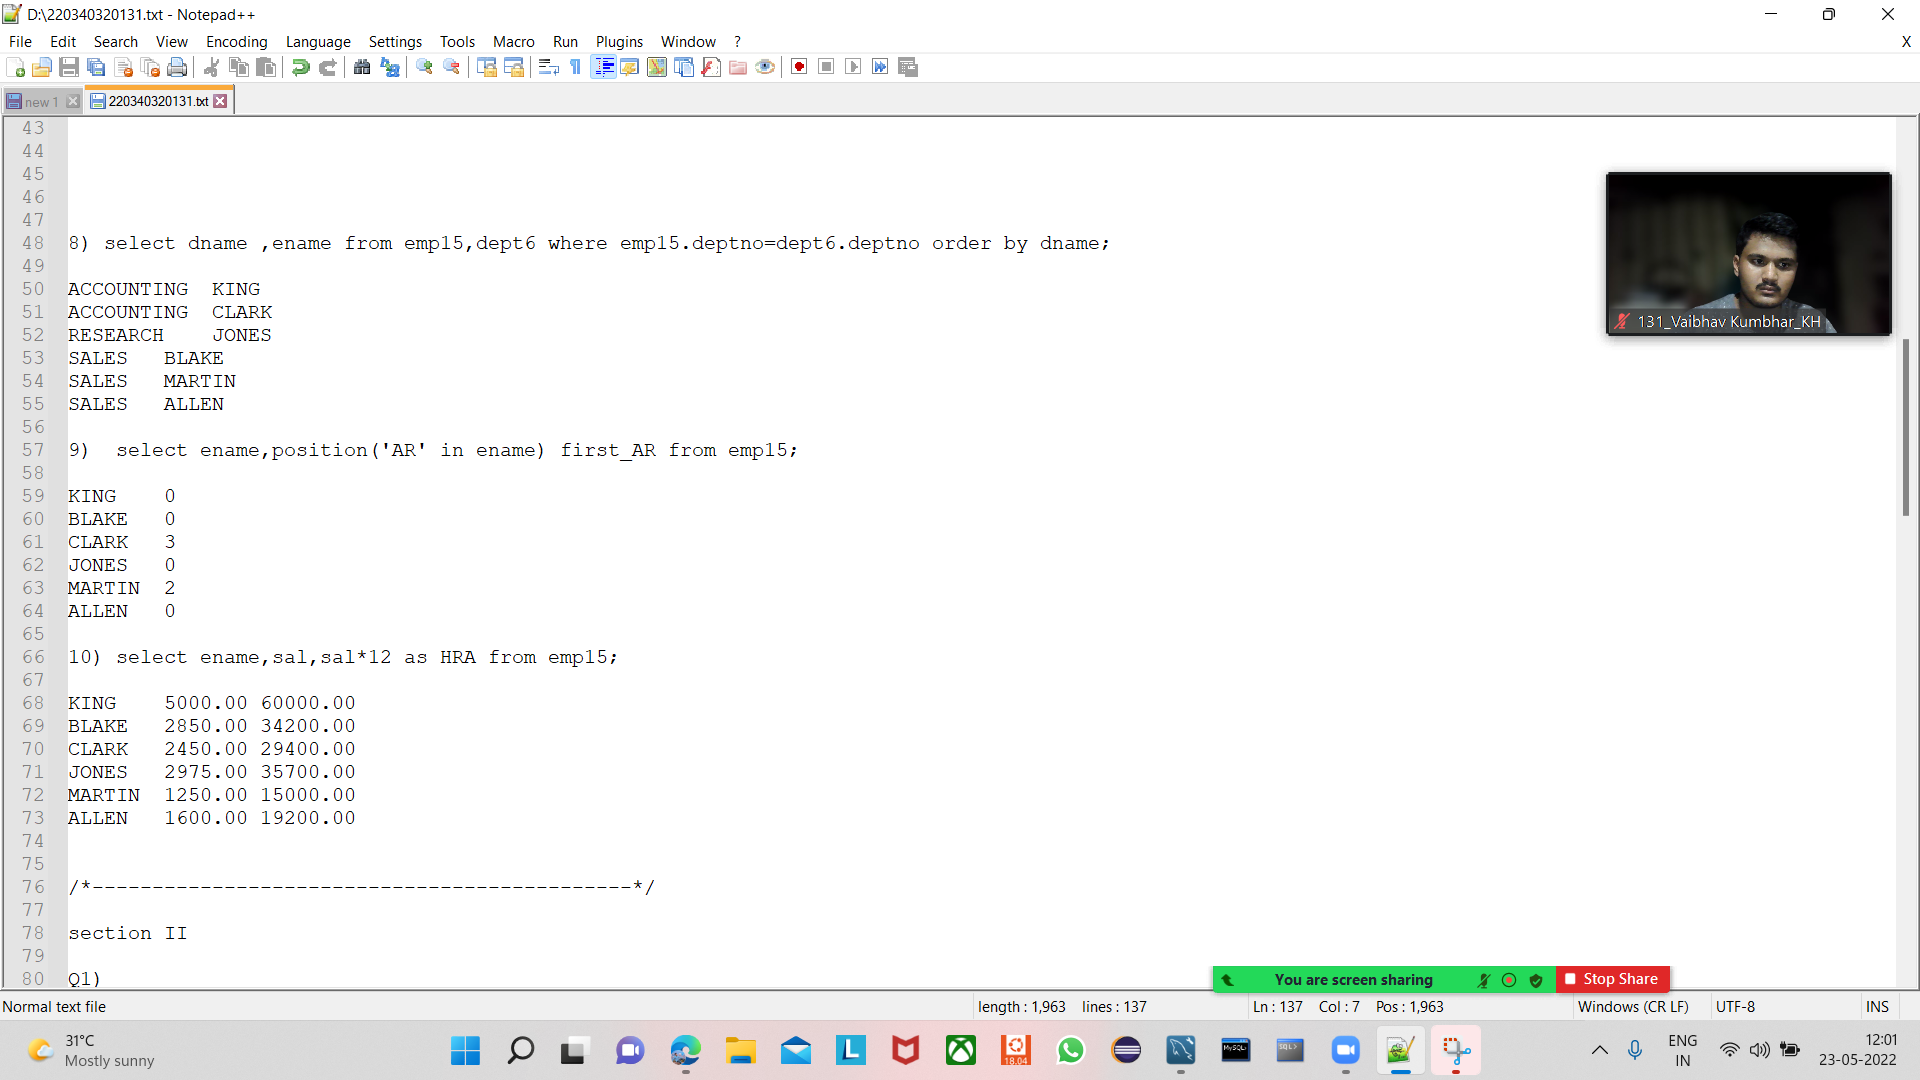 D:\220340320131.txt - Notepad++
File Edit Search View Encoding Language Settings Tools Macro Run Plugins Window ? X
new 1 220340320131.txt
43
44
45
46
47
48 8) select dname ,ename from emp15,dept6 where emp15.deptno=dept6.deptno order by dname;
49
50 ACCOUNTING KING
51 ACCOUNTING CLARK
52 RESEARCH JONES
53 SALES BLAKE
54 SALES MARTIN
55 SALES ALLEN
56
57 9) select ename,position('AR' in ename) first_AR from emp15;
58
59 KING 0
60 BLAKE 0
61 CLARK 3
62 JONES 0
63 MARTIN 2
64 ALLEN 0
65
66 10) select ename,sal,sal*12 as HRA from emp15;
67
68 KING 5000.00 60000.00
69 BLAKE 2850.00 34200.00
70 CLARK 2450.00 29400.00
71 JONES 2975.00 35700.00
72 MARTIN 1250.00 15000.00
73 ALLEN 1600.00 19200.00
74
75
76 /*---------------------------------------------*/
77
78 section II
79
80 Q1)
131_Vaibhav Kumbhar_KH
You are screen sharing Stop Share
Normal text file length : 1,963 lines : 137 Ln : 137 Col : 7 Pos : 1,963 Windows (CR LF) UTF-8 INS
31°C
Mostly sunny
L
18.04
MySQL
SQL>
ENG
IN
12:01
23-05-2022